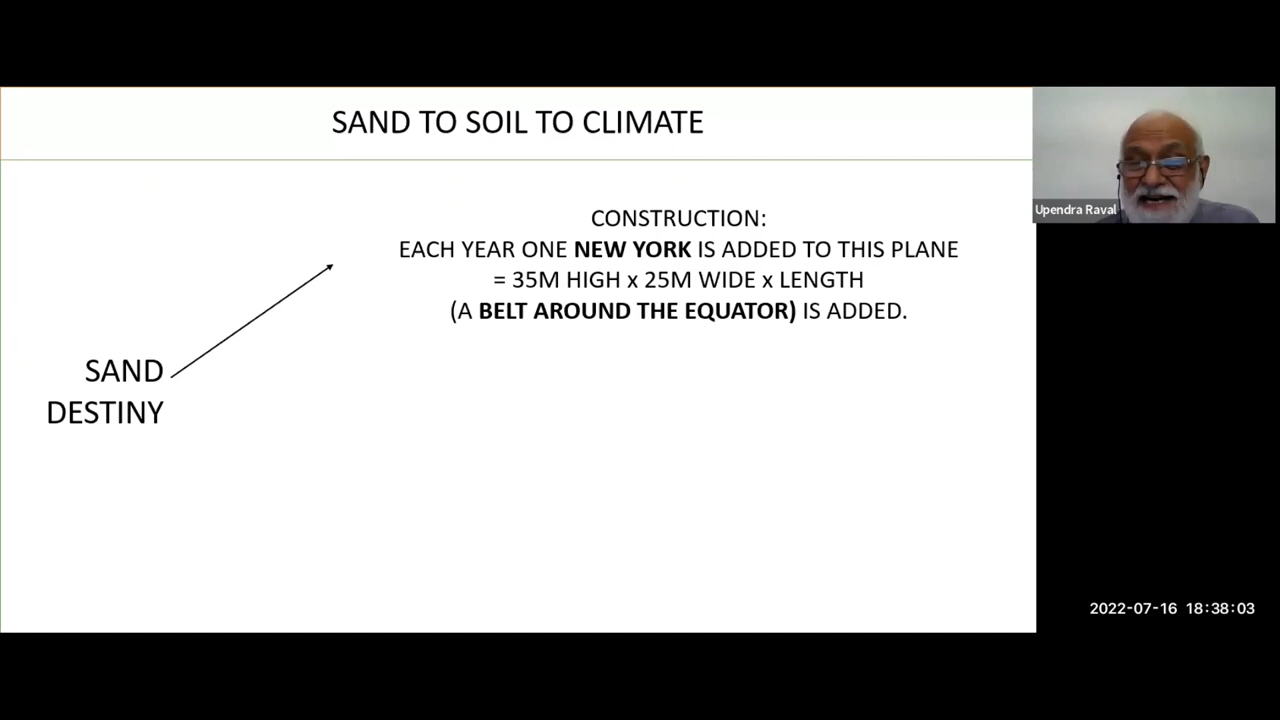 SAND TO SOIL TO CLIMATE
CONSTRUCTION:
EACH YEAR ONE NEW YORK IS ADDED TO THIS PLANE
= 35M HIGH x 25M WIDE x LENGTH
(A BELT AROUND THE EQUATOR) IS ADDED.
SAND
DESTINY
Upendra Raval
2022-07-16 18:38:03